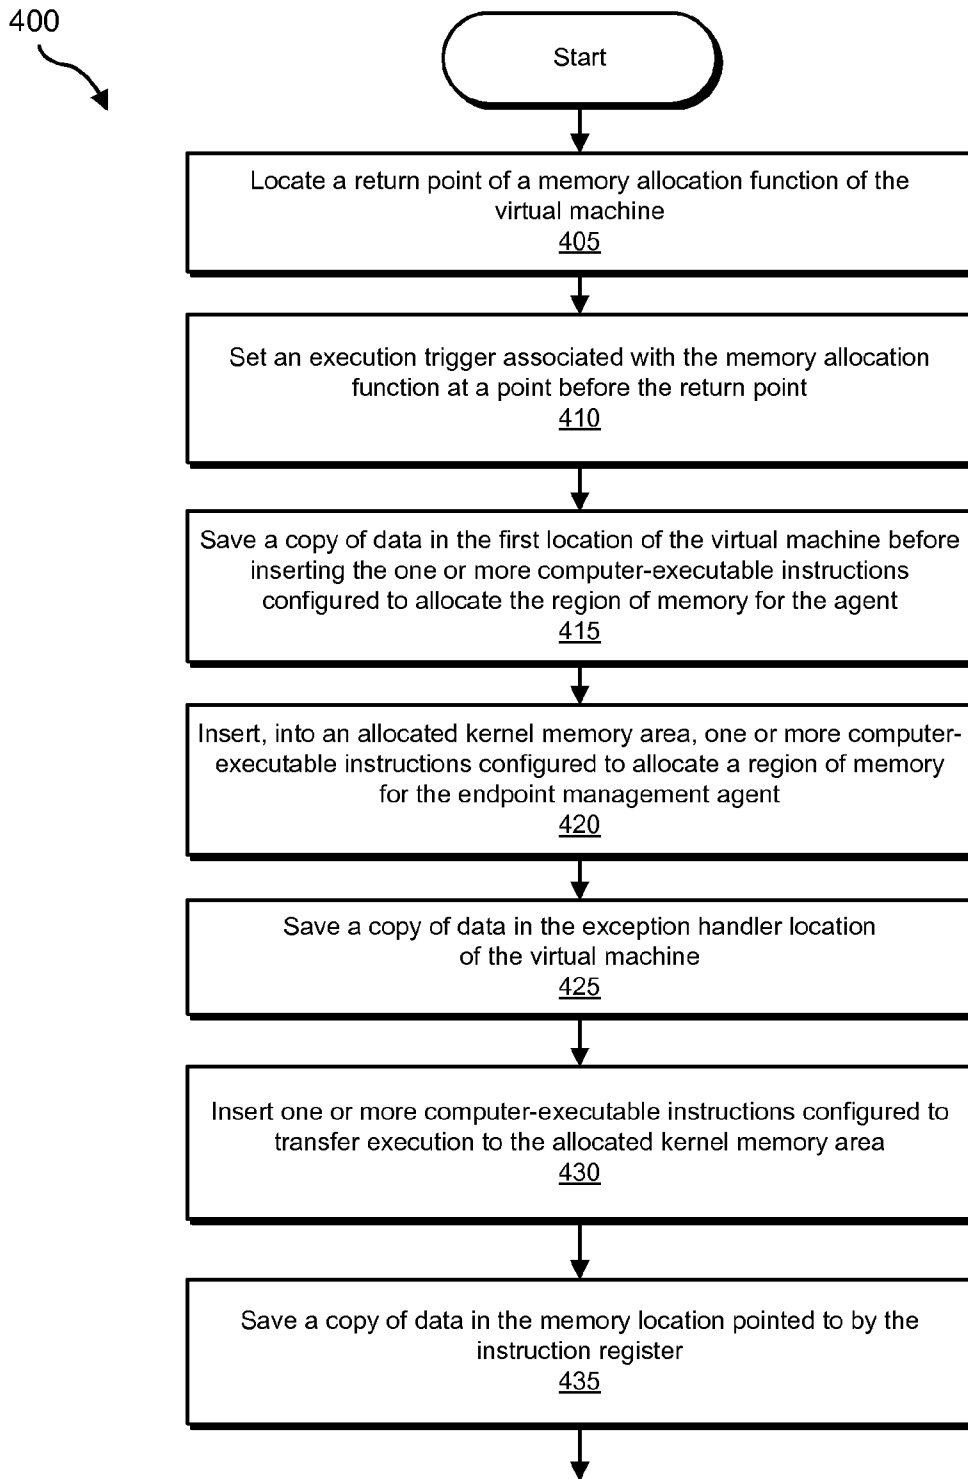 400
Start
Locate a return point of a memory allocation function of the
virtual machine
405
Set an execution trigger associated with the memory allocation
function at a point before the return point
410
Save a copy of data in the first location of the virtual machine before
inserting the one or more computer-executable instructions
configured to allocate the region of memory for the agent
415
Insert, into an allocated kernel memory area, one or more computer-
executable instructions configured to allocate a region of memory
for the endpoint management agent
420
Save a copy of data in the exception handler location
of the virtual machine
425
Insert one or more computer-executable instructions configured to
transfer execution to the allocated kernel memory area
430
Save a copy of data in the memory location pointed to by the
instruction register
435